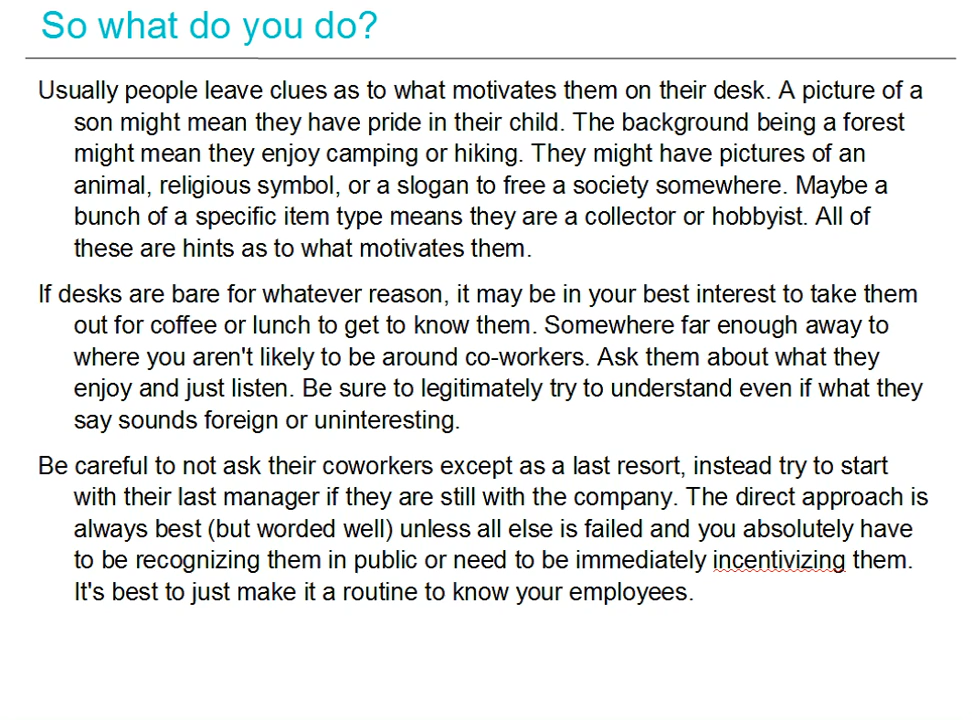 So what do you do?
Usually people leave clues as to what motivates them on their desk. A picture of a
son might mean they have pride in their child. The background being a forest
might mean they enjoy camping or hiking. They might have pictures of an
animal, religious symbol, or a slogan to free a society somewhere. Maybe a
bunch of a specific item type means they are a collector or hobbyist. All of
these are hints as to what motivates them.
If desks are bare for whatever reason, it may be in your best interest to take them
out for coffee or lunch to get to know them. Somewhere far enough away to
where you aren't likely to be around co-workers. Ask them about what they
enjoy and just listen. Be sure to legitimately try to understand even if what they
say sounds foreign or uninteresting.
Be careful to not ask their coworkers except as a last resort, instead try to start
with their last manager if they are still with the company. The direct approach is
always best (but worded well) unless all else is failed and you absolutely have
to be recognizing them in public or need to be immediately incentivizing them.
It's best to just make it a routine to know your employees.